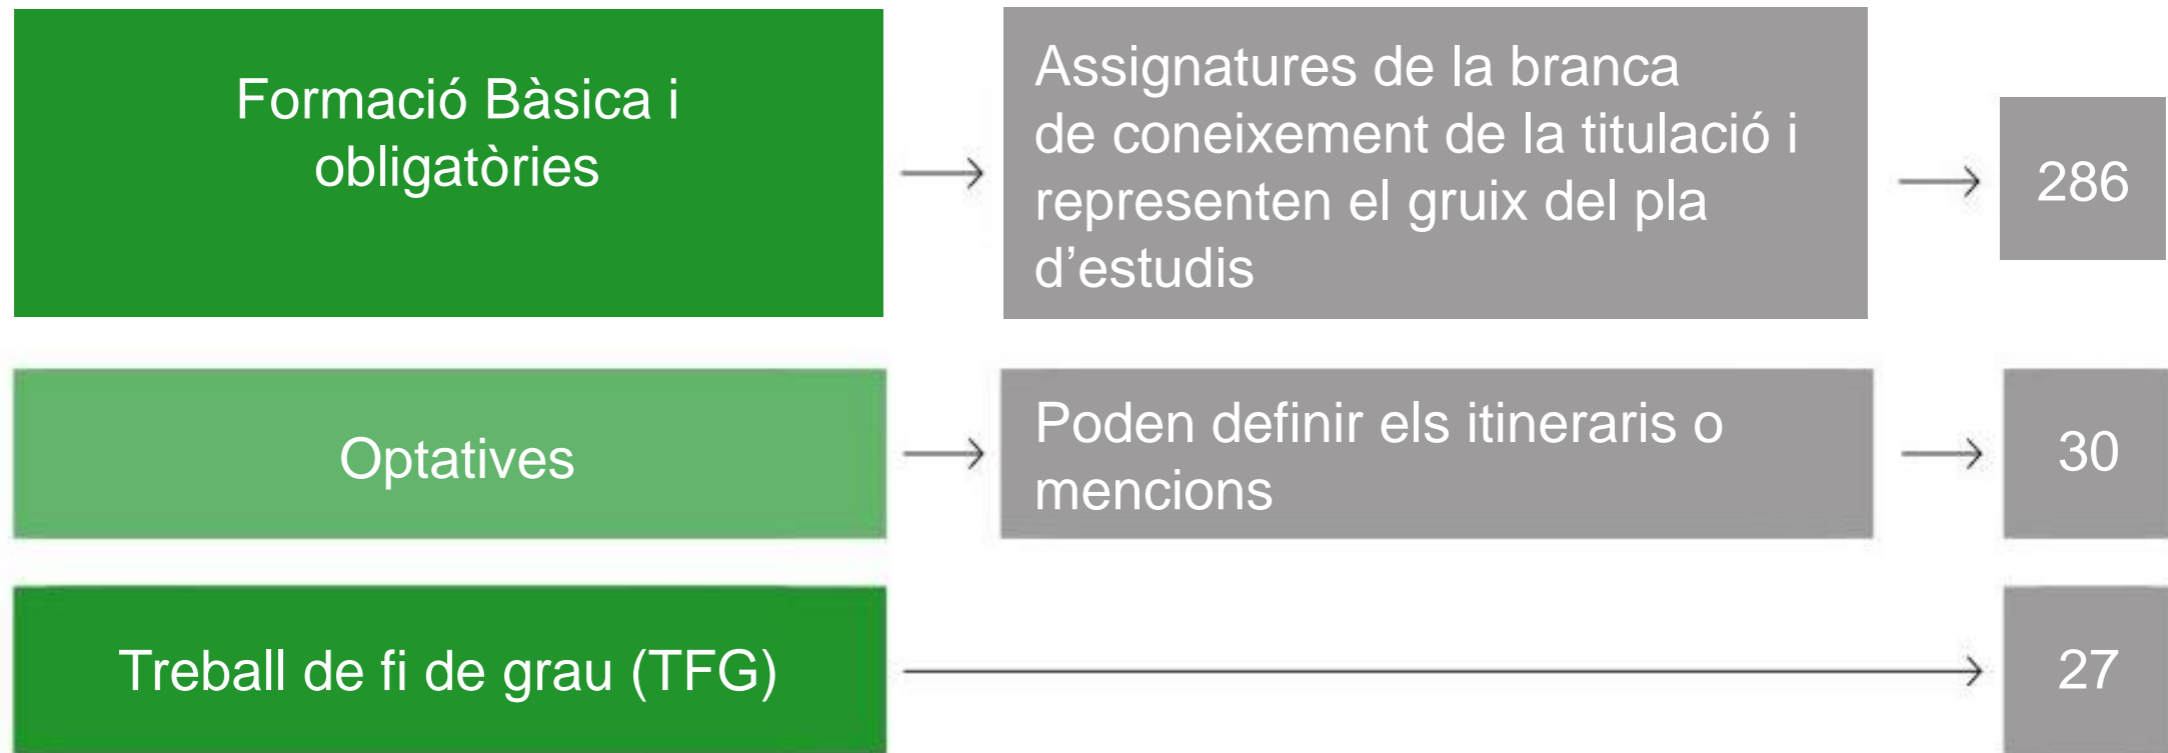 Formació Bàsica i
obligatòries
Assignatures de la branca
de coneixement de la titulació i
representen el gruix del pla
d’estudis
286
Optatives
Poden definir els itineraris o
mencions
30
Treball de fi de grau (TFG)
27